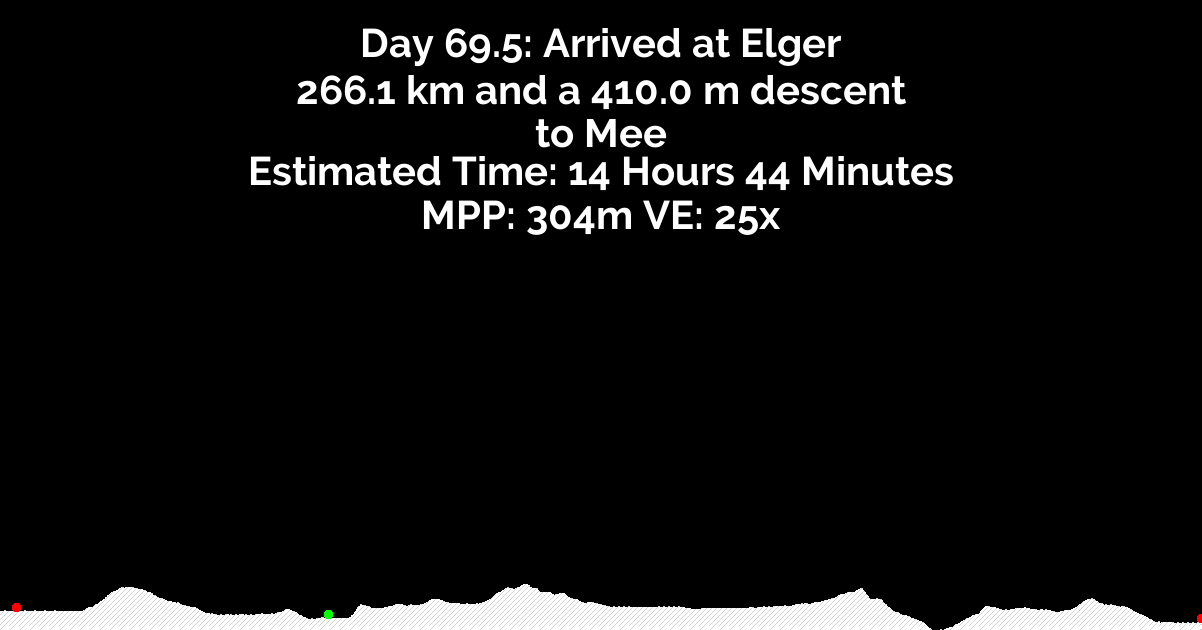 Day 69.5: Arrived at Elger
266.1 km and a 410.0 m descent
to Mee
Estimated Time: 14 Hours 44 Minutes
MPP: 304m VE: 25x